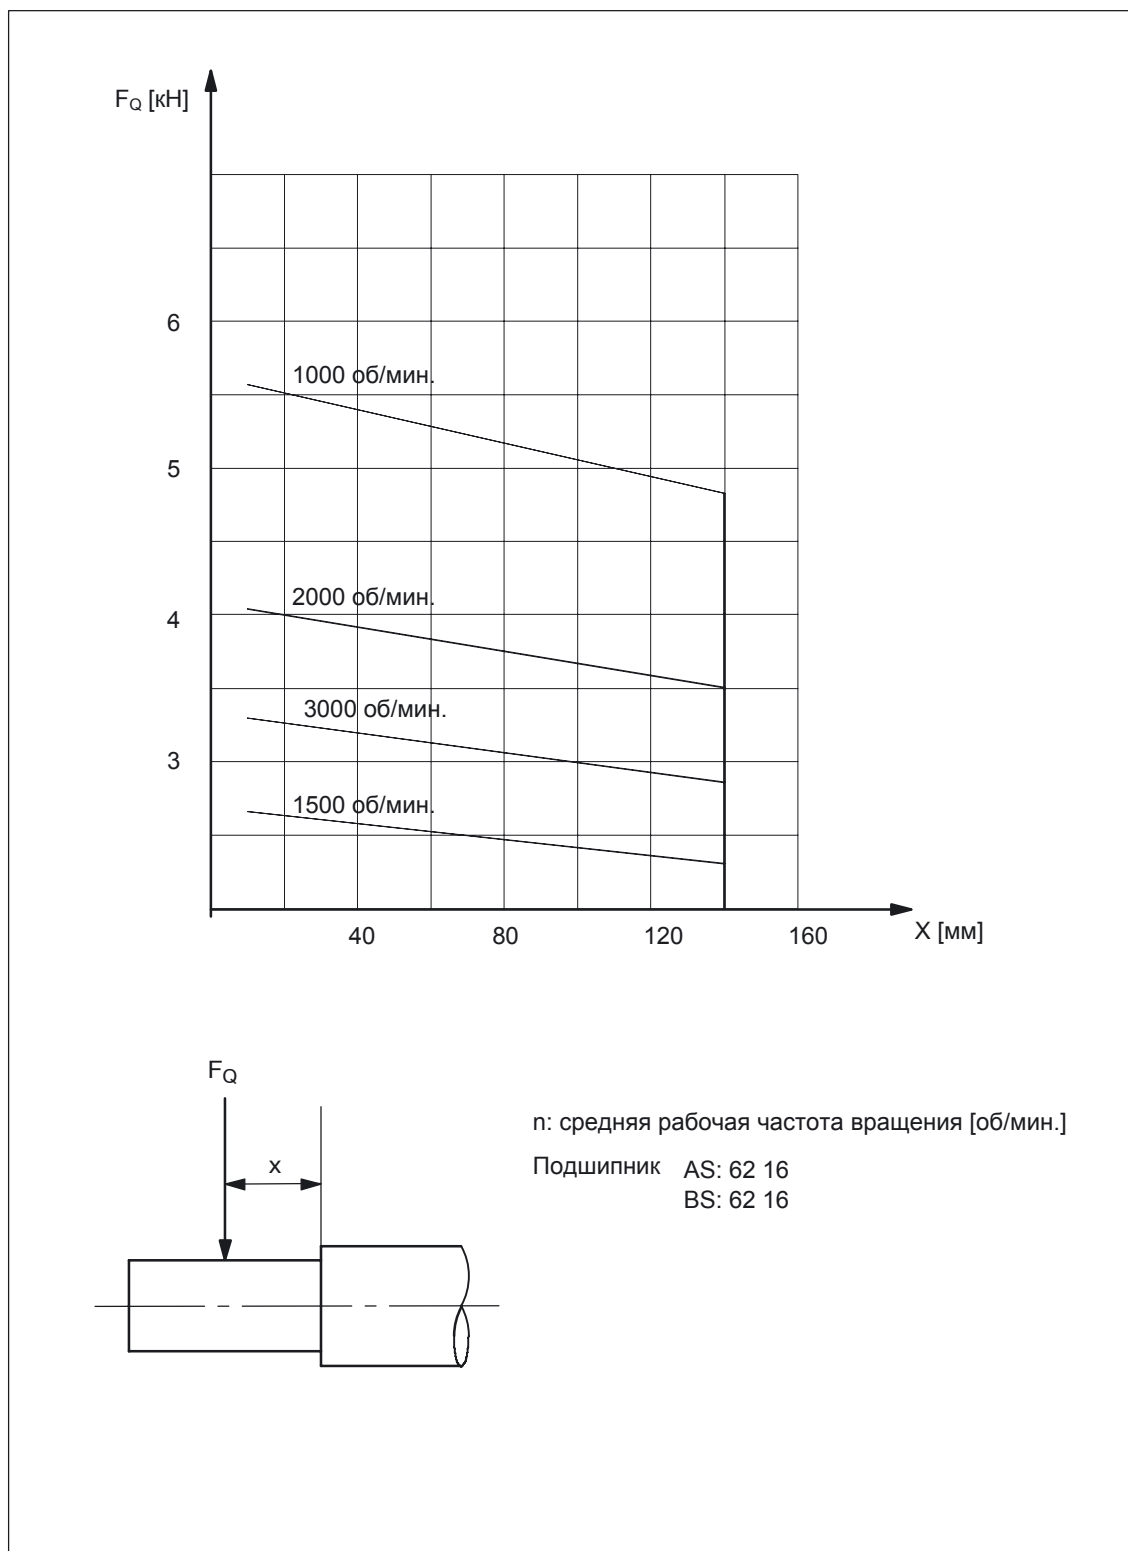 F_Q [кН]
6
1000 об/мин.
5
2000 об/мин.
4
3000 об/мин.
3
1500 об/мин.
40 80 120 160 X [мм]
F_Q
x
n: средняя рабочая частота вращения [об/мин.]
Подшипник AS: 62 16
BS: 62 16